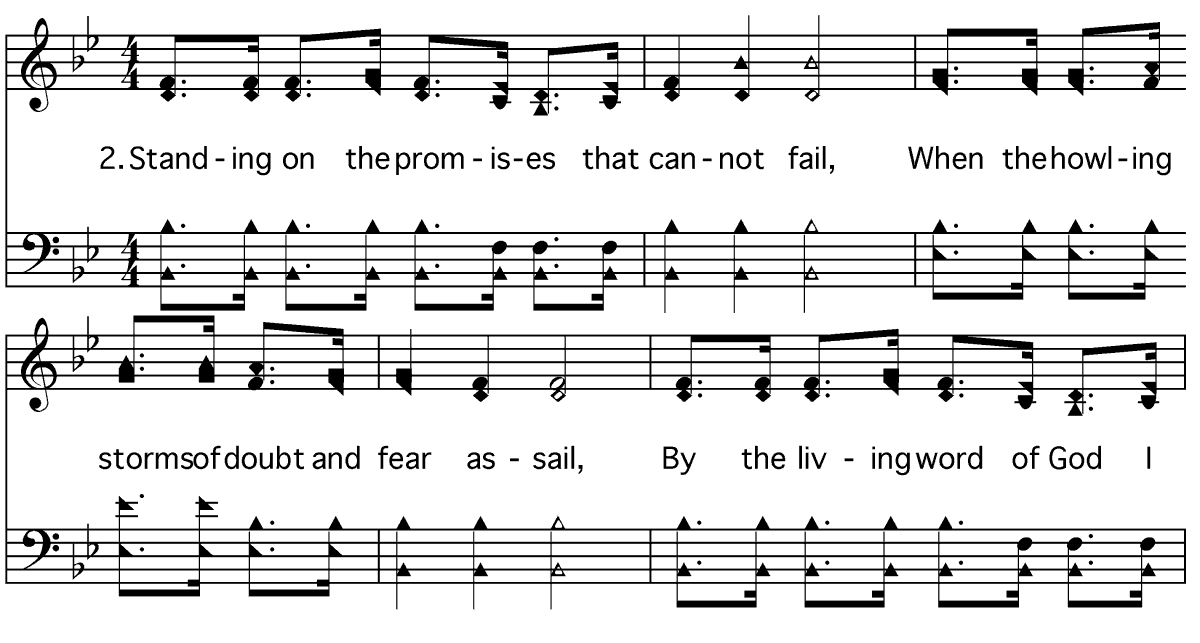 2. Stand - ing on the prom - is - es that can - not fail, When the howl - ing
storms of doubt and fear as - sail, By the liv - ing word of God I